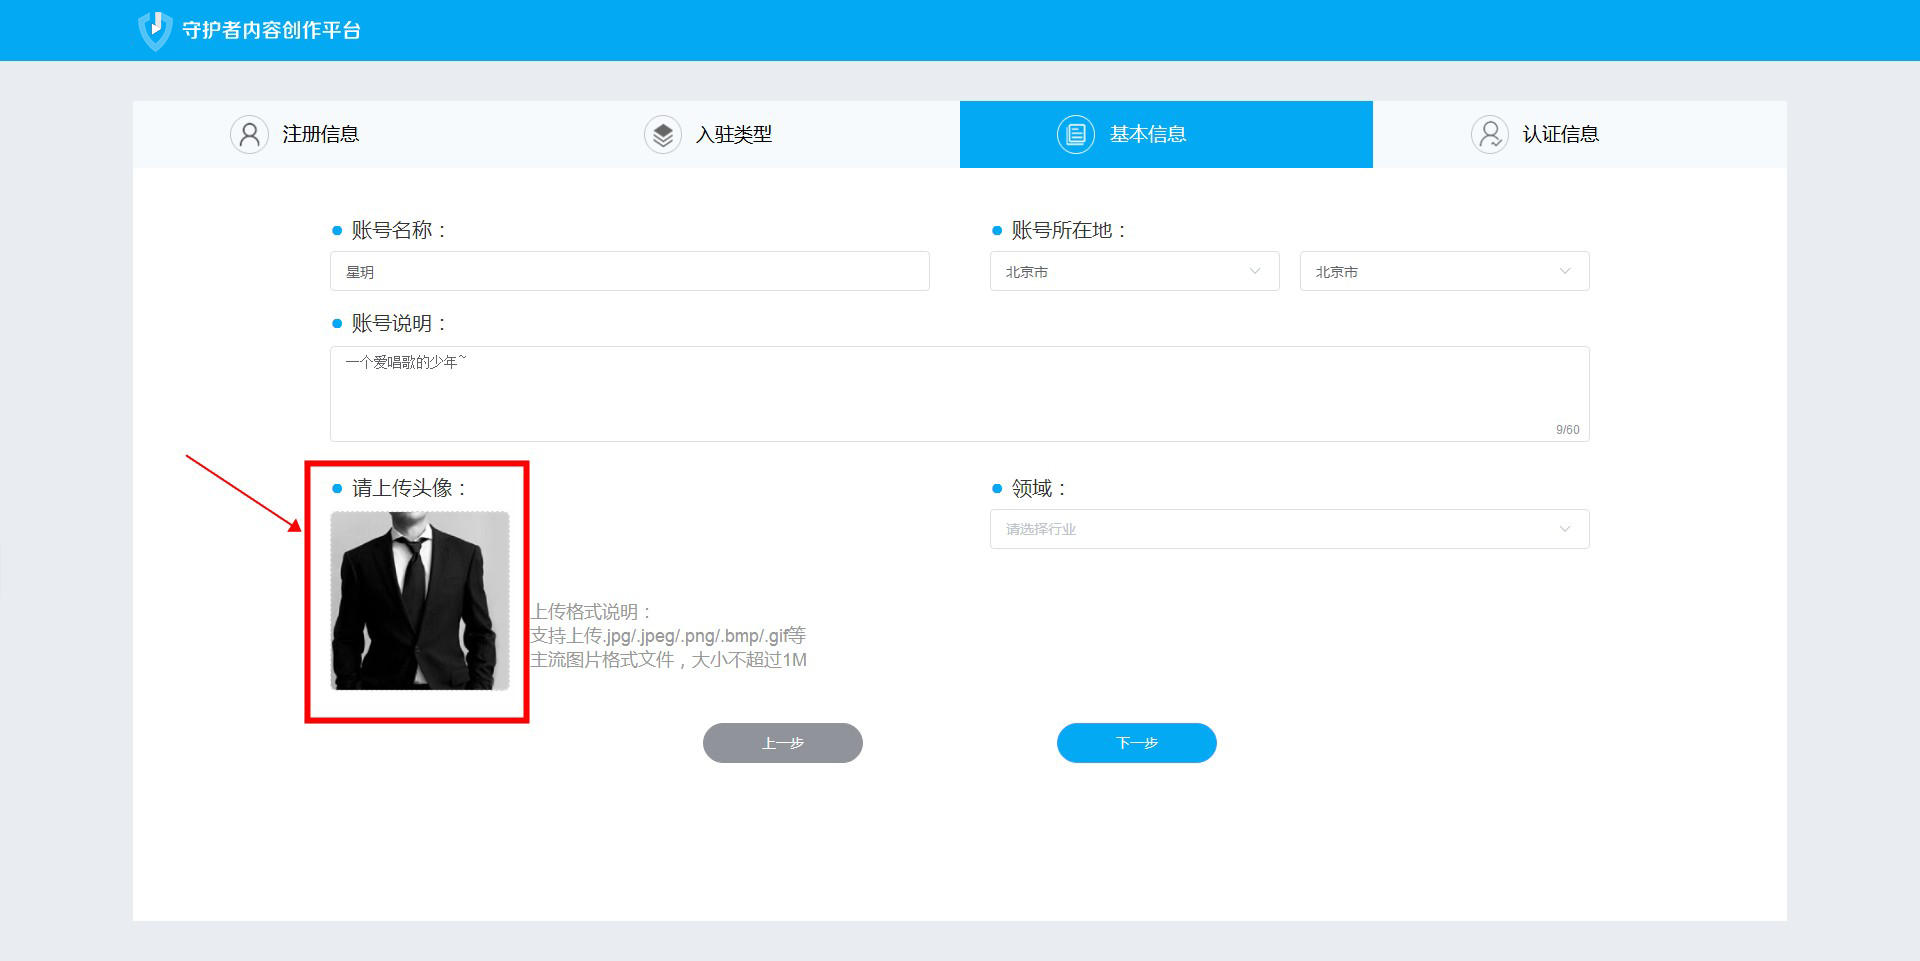 守护者内容创作平台
注册信息
入驻类型
基本信息
认证信息
账号名称：
账号所在地：
星玥
北京市
北京市
账号说明：
一个爱唱歌的少年~
9/60
请上传头像：
领域：
请选择行业
上传格式说明：
支持上传.jpg/.jpeg/.png/.bmp/.gif等
主流图片格式文件，大小不超过1M
上一步
下一步